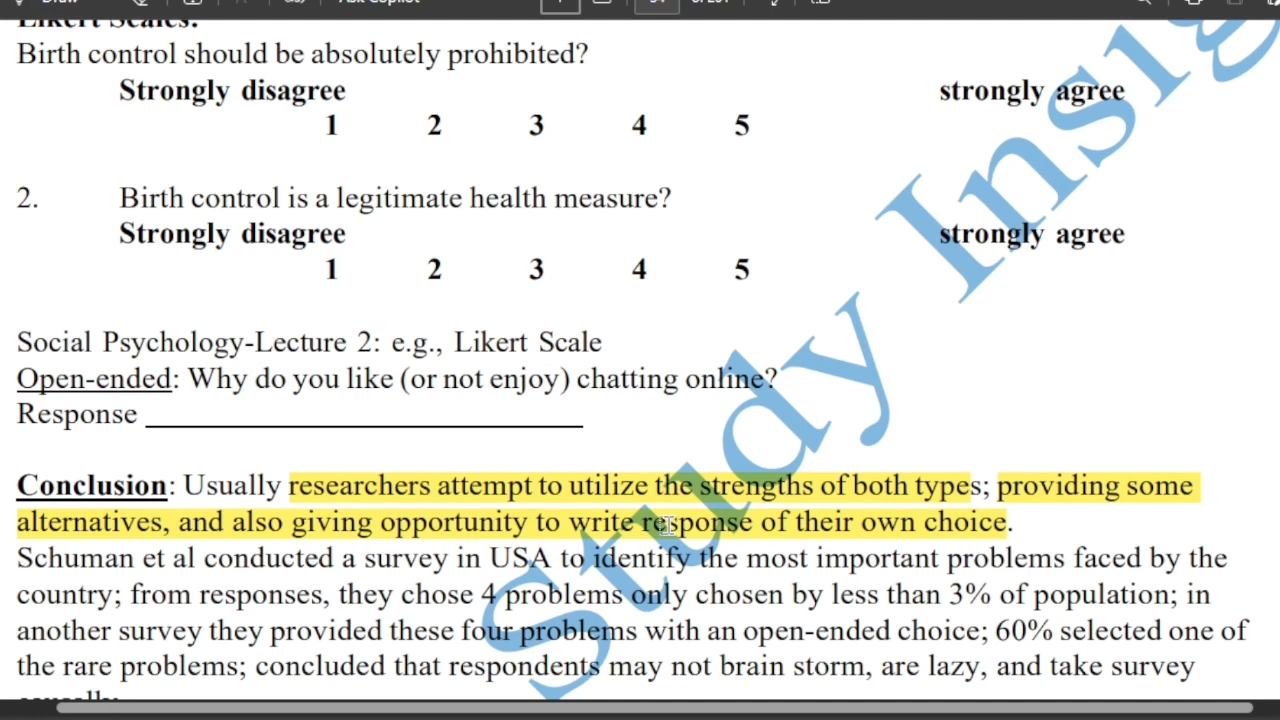 Likert Scales:
Birth control should be absolutely prohibited?
Strongly disagree strongly agree
1 2 3 4 5
2. Birth control is a legitimate health measure?
Strongly disagree strongly agree
1 2 3 4 5
Social Psychology-Lecture 2: e.g., Likert Scale
Open-ended: Why do you like (or not enjoy) chatting online?
Response
Conclusion: Usually researchers attempt to utilize the strengths of both types; providing some
alternatives, and also giving opportunity to write response of their own choice.
Schuman et al conducted a survey in USA to identify the most important problems faced by the
country; from responses, they chose 4 problems only chosen by less than 3% of population; in
another survey they provided these four problems with an open-ended choice; 60% selected one of
the rare problems; concluded that respondents may not brain storm, are lazy, and take survey
Study Insig